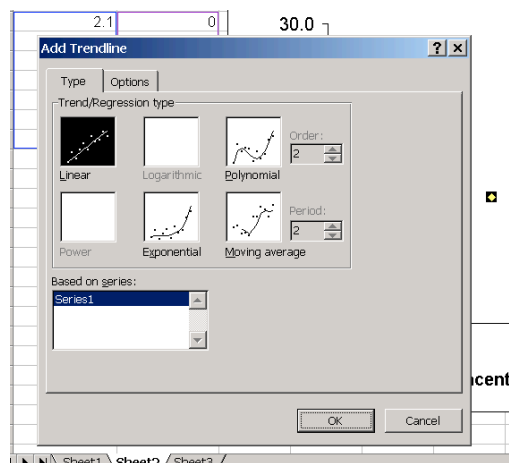 2.1 0 30.0
Add Trendline
Type Options
Trend/Regression type
Order:
2
Linear Logarithmic Polynomial
Period:
2
Power Exponential Moving average
Based on series:
Series1
OK Cancel
Sheet1 Sheet2 Sheet3